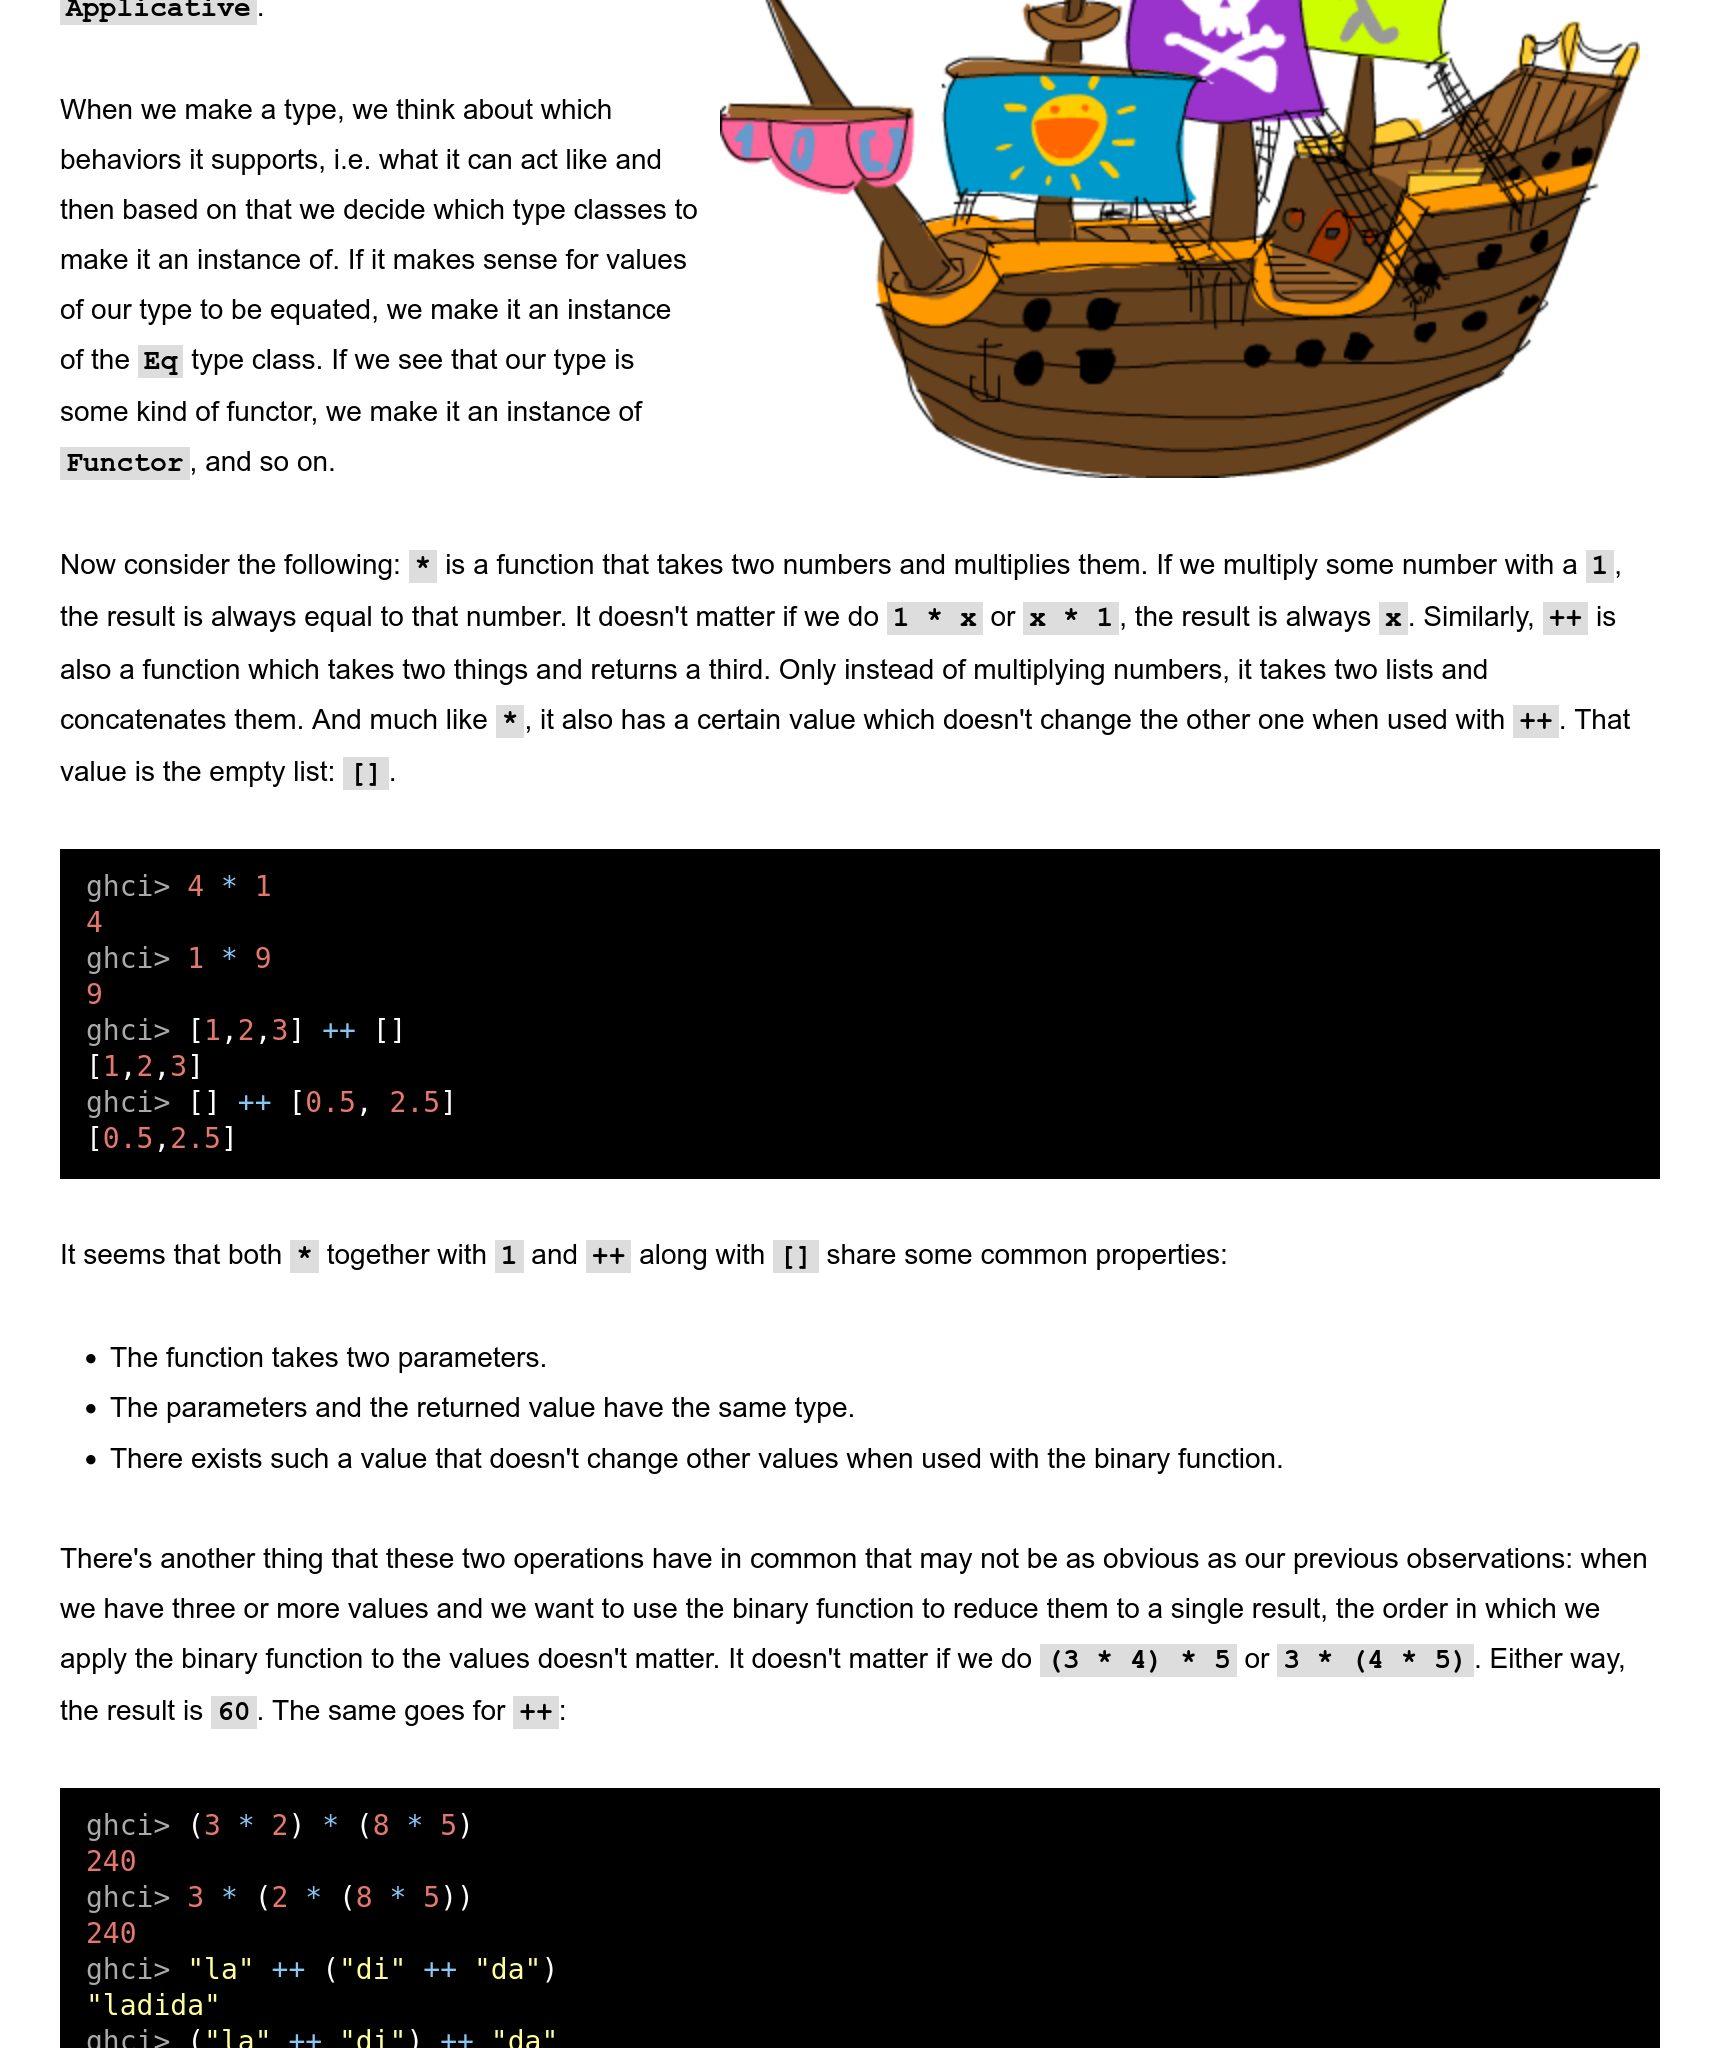 Applicative.
When we make a type, we think about which
behaviors it supports, i.e. what it can act like and
then based on that we decide which type classes to
make it an instance of. If it makes sense for values
of our type to be equated, we make it an instance
of the Eq type class. If we see that our type is
some kind of functor, we make it an instance of
Functor, and so on.
1 0 []
λ
Now consider the following: * is a function that takes two numbers and multiplies them. If we multiply some number with a 1,
the result is always equal to that number. It doesn't matter if we do 1 * x or x * 1, the result is always x. Similarly, ++ is
also a function which takes two things and returns a third. Only instead of multiplying numbers, it takes two lists and
concatenates them. And much like *, it also has a certain value which doesn't change the other one when used with ++. That
value is the empty list: [].
ghci> 4 * 1
4
ghci> 1 * 9
9
ghci> [1,2,3] ++ []
[1,2,3]
ghci> [] ++ [0.5, 2.5]
[0.5,2.5]
It seems that both * together with 1 and ++ along with [] share some common properties:
• The function takes two parameters.
• The parameters and the returned value have the same type.
• There exists such a value that doesn't change other values when used with the binary function.
There's another thing that these two operations have in common that may not be as obvious as our previous observations: when
we have three or more values and we want to use the binary function to reduce them to a single result, the order in which we
apply the binary function to the values doesn't matter. It doesn't matter if we do (3 * 4) * 5 or 3 * (4 * 5). Either way,
the result is 60. The same goes for ++:
ghci> (3 * 2) * (8 * 5)
240
ghci> 3 * (2 * (8 * 5))
240
ghci> "la" ++ ("di" ++ "da")
"ladida"
ghci> ("la" ++ "di") ++ "da"